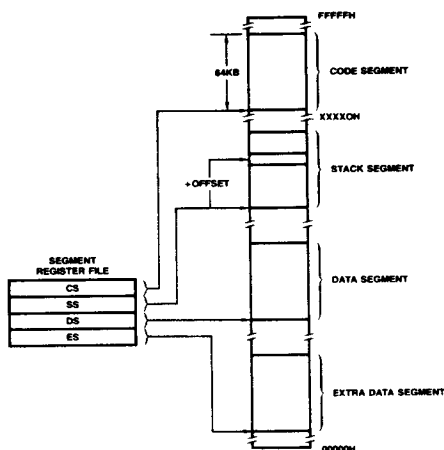 FFFFFH
64KB
CODE SEGMENT
XXXX0H
+OFFSET
STACK SEGMENT
SEGMENT
REGISTER FILE
CS
SS
DS
ES
DATA SEGMENT
EXTRA DATA SEGMENT
00000H